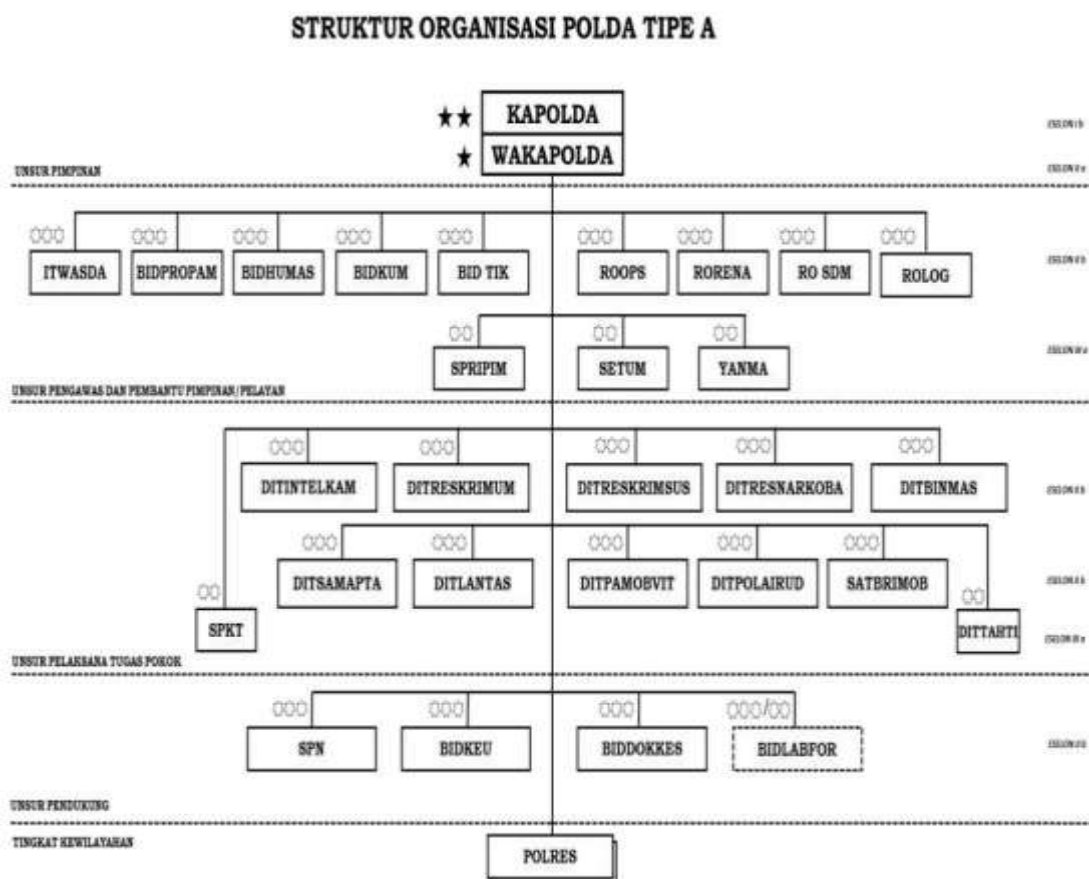 STRUKTUR ORGANISASI POLDA TIPE A
KAPOLDA
WAKAPOLDA
UNSUR PIMPINAN
ITWASDA
BIDPROPAM
BIDHUMAS
BIDKUM
BID TIK
ROOPS
RORENA
RO SDM
ROLOG
SPRIPIM
SETUM
YANMA
UNSUR PENGAWAS DAN PEMBANTU PIMPINAN/ PELAYAN
DITINTELKAM
DITRESKRIMUM
DITRESKRIMSUS
DITRESNARKOBA
DITBINMAS
DITSAMAPTA
DITLANTAS
DITPAMOBVIT
DITPOLAIRUD
SATBRIMOB
SPKT
DITTAHTI
UNSUR PELAKSANA TUGAS POKOK
SPN
BIDKEU
BIDDOKKES
BIDLABFOR
UNSUR PENDUKUNG
TINGKAT KEWILAYAHAN
POLRES